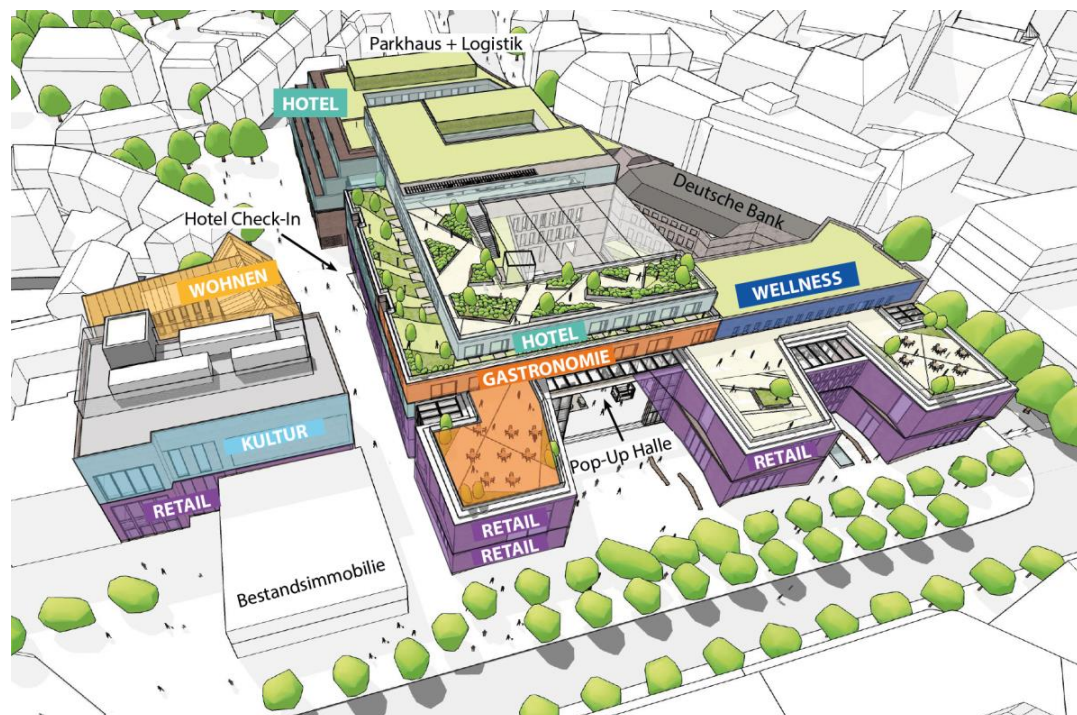 Parkhaus + Logistik
HOTEL
Deutsche Bank
Hotel Check-In
WOHNEN
WELLNESS
HOTEL
GASTRONOMIE
KULTUR
Pop-Up Halle
RETAIL
RETAIL
RETAIL
RETAIL
Bestandsimmobilie